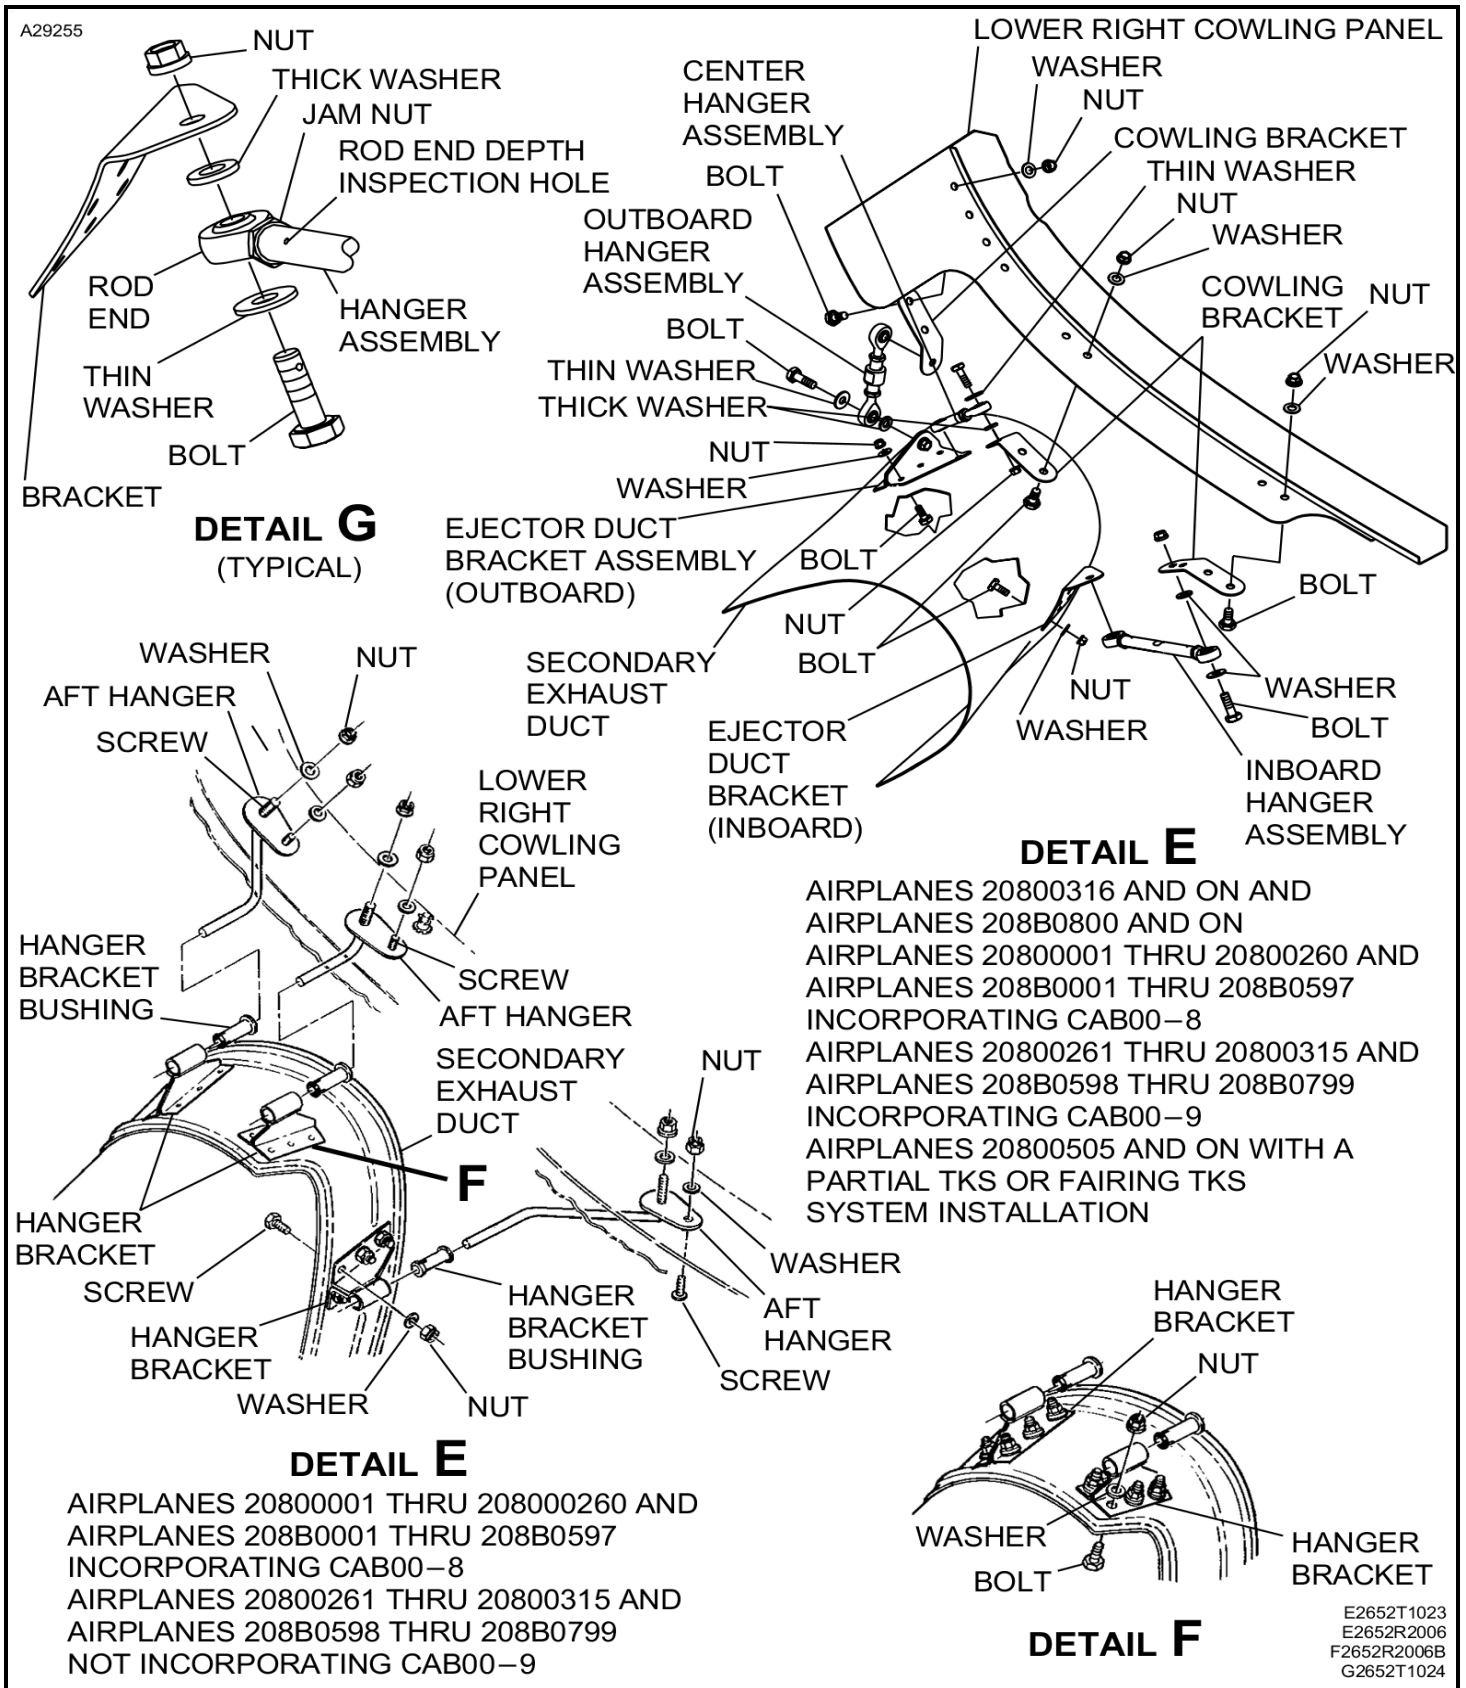 A29255
NUT
THICK WASHER
JAM NUT
ROD END DEPTH
INSPECTION HOLE
ROD
END
HANGER
ASSEMBLY
THIN
WASHER
BOLT
BRACKET
DETAIL G
(TYPICAL)
LOWER RIGHT COWLING PANEL
WASHER
NUT
CENTER
HANGER
ASSEMBLY
COWLING BRACKET
THIN WASHER
BOLT
NUT
OUTBOARD
HANGER
ASSEMBLY
WASHER
COWLING
BRACKET
NUT
BOLT
WASHER
THIN WASHER
THICK WASHER
NUT
WASHER
EJECTOR DUCT
BRACKET ASSEMBLY
(OUTBOARD)
BOLT
BOLT
NUT
BOLT
SECONDARY
EXHAUST
DUCT
NUT
WASHER
WASHER
BOLT
EJECTOR
DUCT
BRACKET
(INBOARD)
INBOARD
HANGER
ASSEMBLY
DETAIL E
AIRPLANES 20800316 AND ON AND
AIRPLANES 208B0800 AND ON
AIRPLANES 20800001 THRU 20800260 AND
AIRPLANES 208B0001 THRU 208B0597
INCORPORATING CAB00-8
AIRPLANES 20800261 THRU 20800315 AND
AIRPLANES 208B0598 THRU 208B0799
INCORPORATING CAB00-9
AIRPLANES 20800505 AND ON WITH A
PARTIAL TKS OR FAIRING TKS
SYSTEM INSTALLATION
WASHER
NUT
AFT HANGER
SCREW
LOWER
RIGHT
COWLING
PANEL
HANGER
BRACKET
BUSHING
SCREW
AFT HANGER
SECONDARY
EXHAUST
DUCT
NUT
F
HANGER
BRACKET
SCREW
WASHER
HANGER
BRACKET
BUSHING
AFT
HANGER
HANGER
BRACKET
SCREW
WASHER
NUT
DETAIL E
AIRPLANES 20800001 THRU 208000260 AND
AIRPLANES 208B0001 THRU 208B0597
INCORPORATING CAB00-8
AIRPLANES 20800261 THRU 20800315 AND
AIRPLANES 208B0598 THRU 208B0799
NOT INCORPORATING CAB00-9
HANGER
BRACKET
NUT
WASHER
HANGER
BRACKET
BOLT
DETAIL F
E2652T1023
E2652R2006
F2652R2006B
G2652T1024